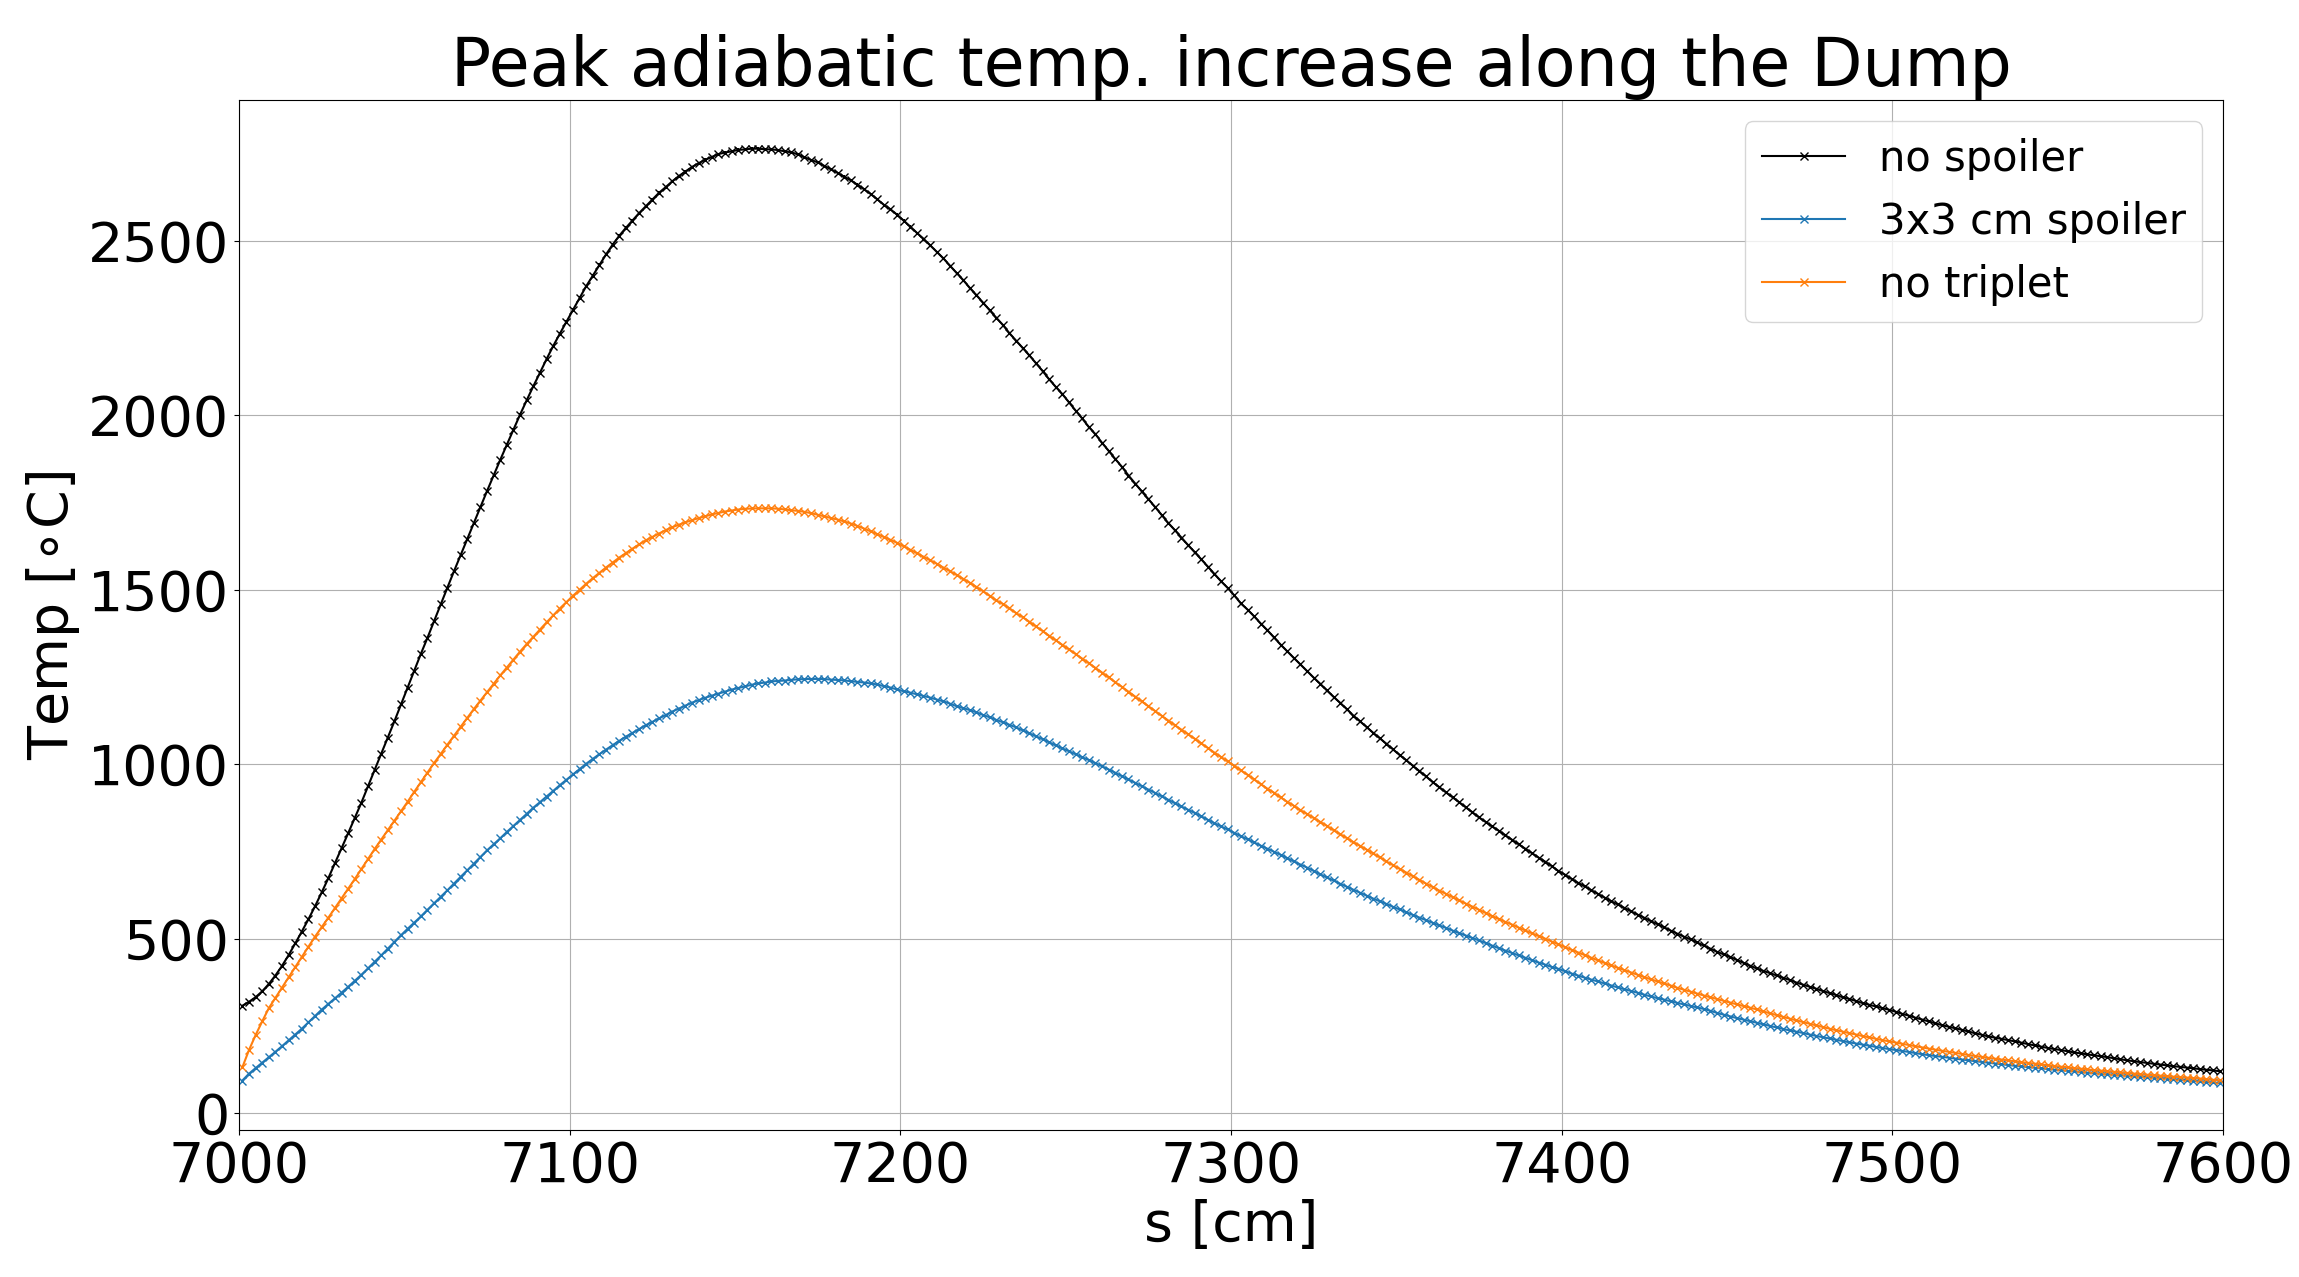 Peak adiabatic temp. increase along the Dump
no spoiler
3x3 cm spoiler
no triplet
Temp [∘C]
2500
2000
1500
1000
500
0
7000 7100 7200 7300 7400 7500 7600
s [cm]